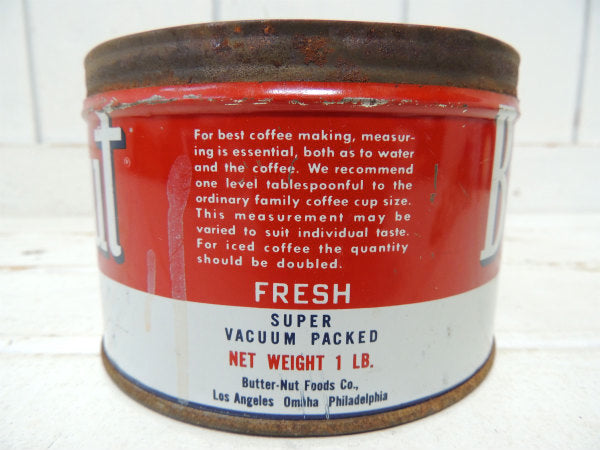 For best coffee making, measur-
ing is essential, both as to water
and the coffee. We recommend
one level tablespoonful to the
ordinary family coffee cup size.
This measurement may be
varied to suit individual taste.
For iced coffee the quantity
should be doubled.
FRESH
SUPER
VACUUM PACKED
NET WEIGHT 1 LB.
Butter-Nut Foods Co.,
Los Angeles Omaha Philadelphia